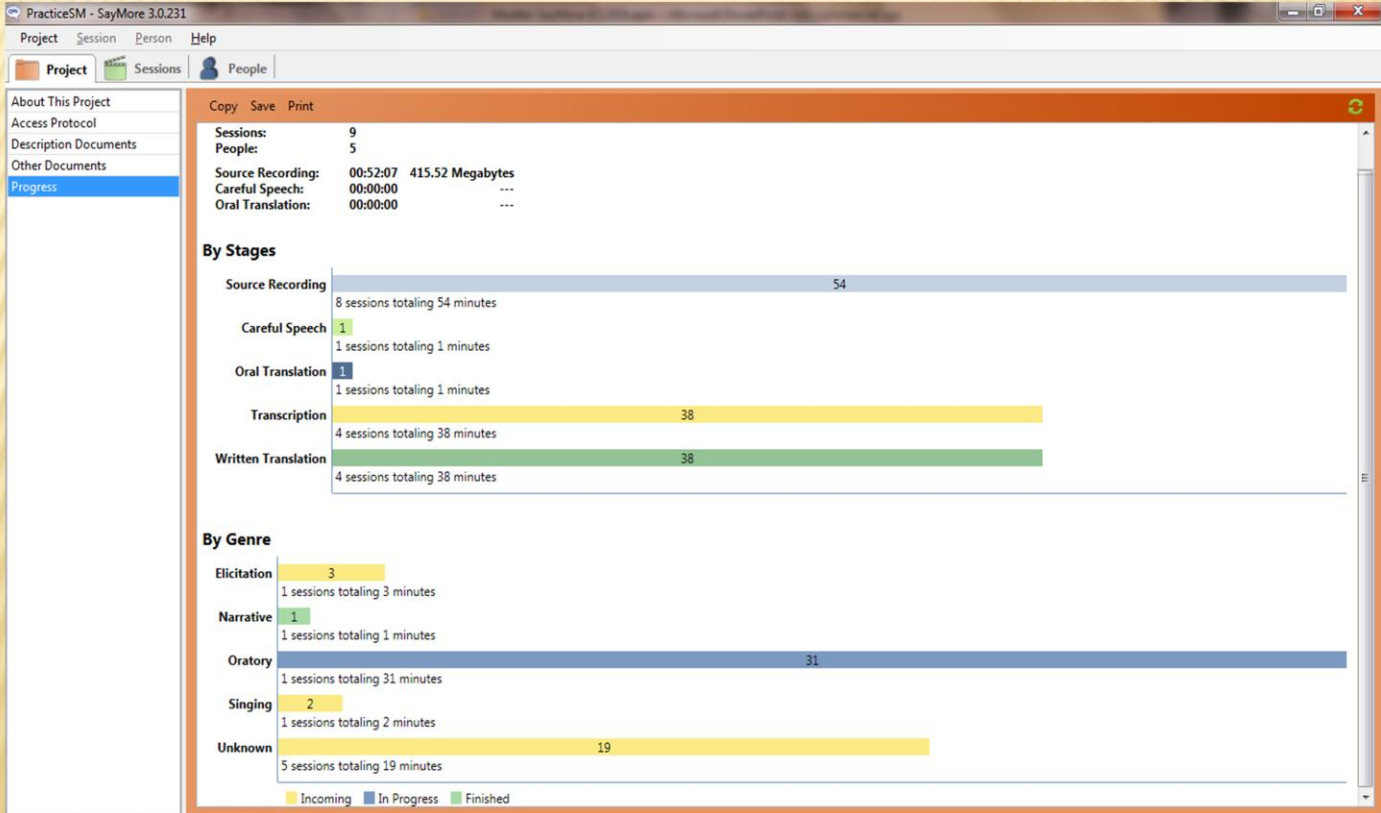 PracticeSM - SayMore 3.0.231
Project Session Person Help
Project Sessions People
About This Project
Access Protocol
Description Documents
Other Documents
Progress
Copy Save Print
Sessions: 9
People: 5
Source Recording: 00:52:07 415.52 Megabytes
Careful Speech: 00:00:00 ---
Oral Translation: 00:00:00 ---
By Stages
Source Recording 54
8 sessions totaling 54 minutes
Careful Speech 1
1 sessions totaling 1 minutes
Oral Translation 1
1 sessions totaling 1 minutes
Transcription 38
4 sessions totaling 38 minutes
Written Translation 38
4 sessions totaling 38 minutes
By Genre
Elicitation 3
1 sessions totaling 3 minutes
Narrative 1
1 sessions totaling 1 minutes
Oratory 31
1 sessions totaling 31 minutes
Singing 2
1 sessions totaling 2 minutes
Unknown 19
5 sessions totaling 19 minutes
Incoming In Progress Finished